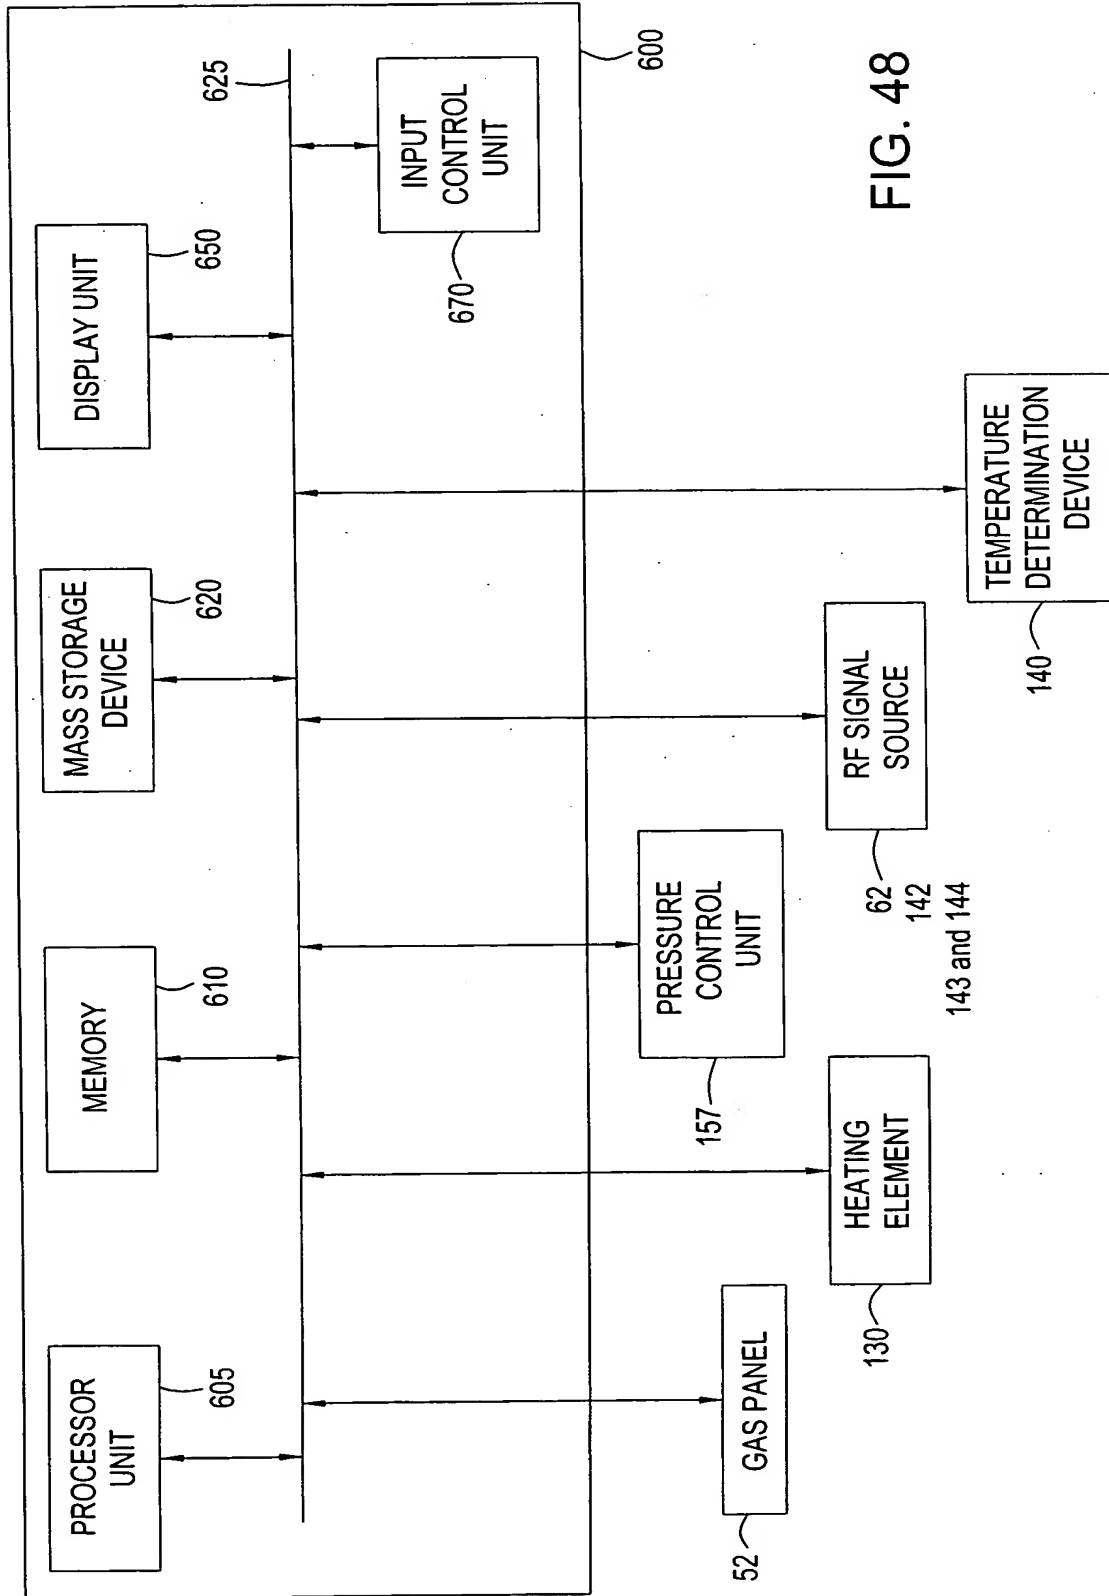 PROCESSOR
UNIT
605
MEMORY
610
MASS STORAGE
DEVICE
620
DISPLAY UNIT
650
625
INPUT
CONTROL
UNIT
670
600
GAS PANEL
52
HEATING
ELEMENT
130
PRESSURE
CONTROL
UNIT
157
RF SIGNAL
SOURCE
62
142
143 and 144
TEMPERATURE
DETERMINATION
DEVICE
140
FIG. 48